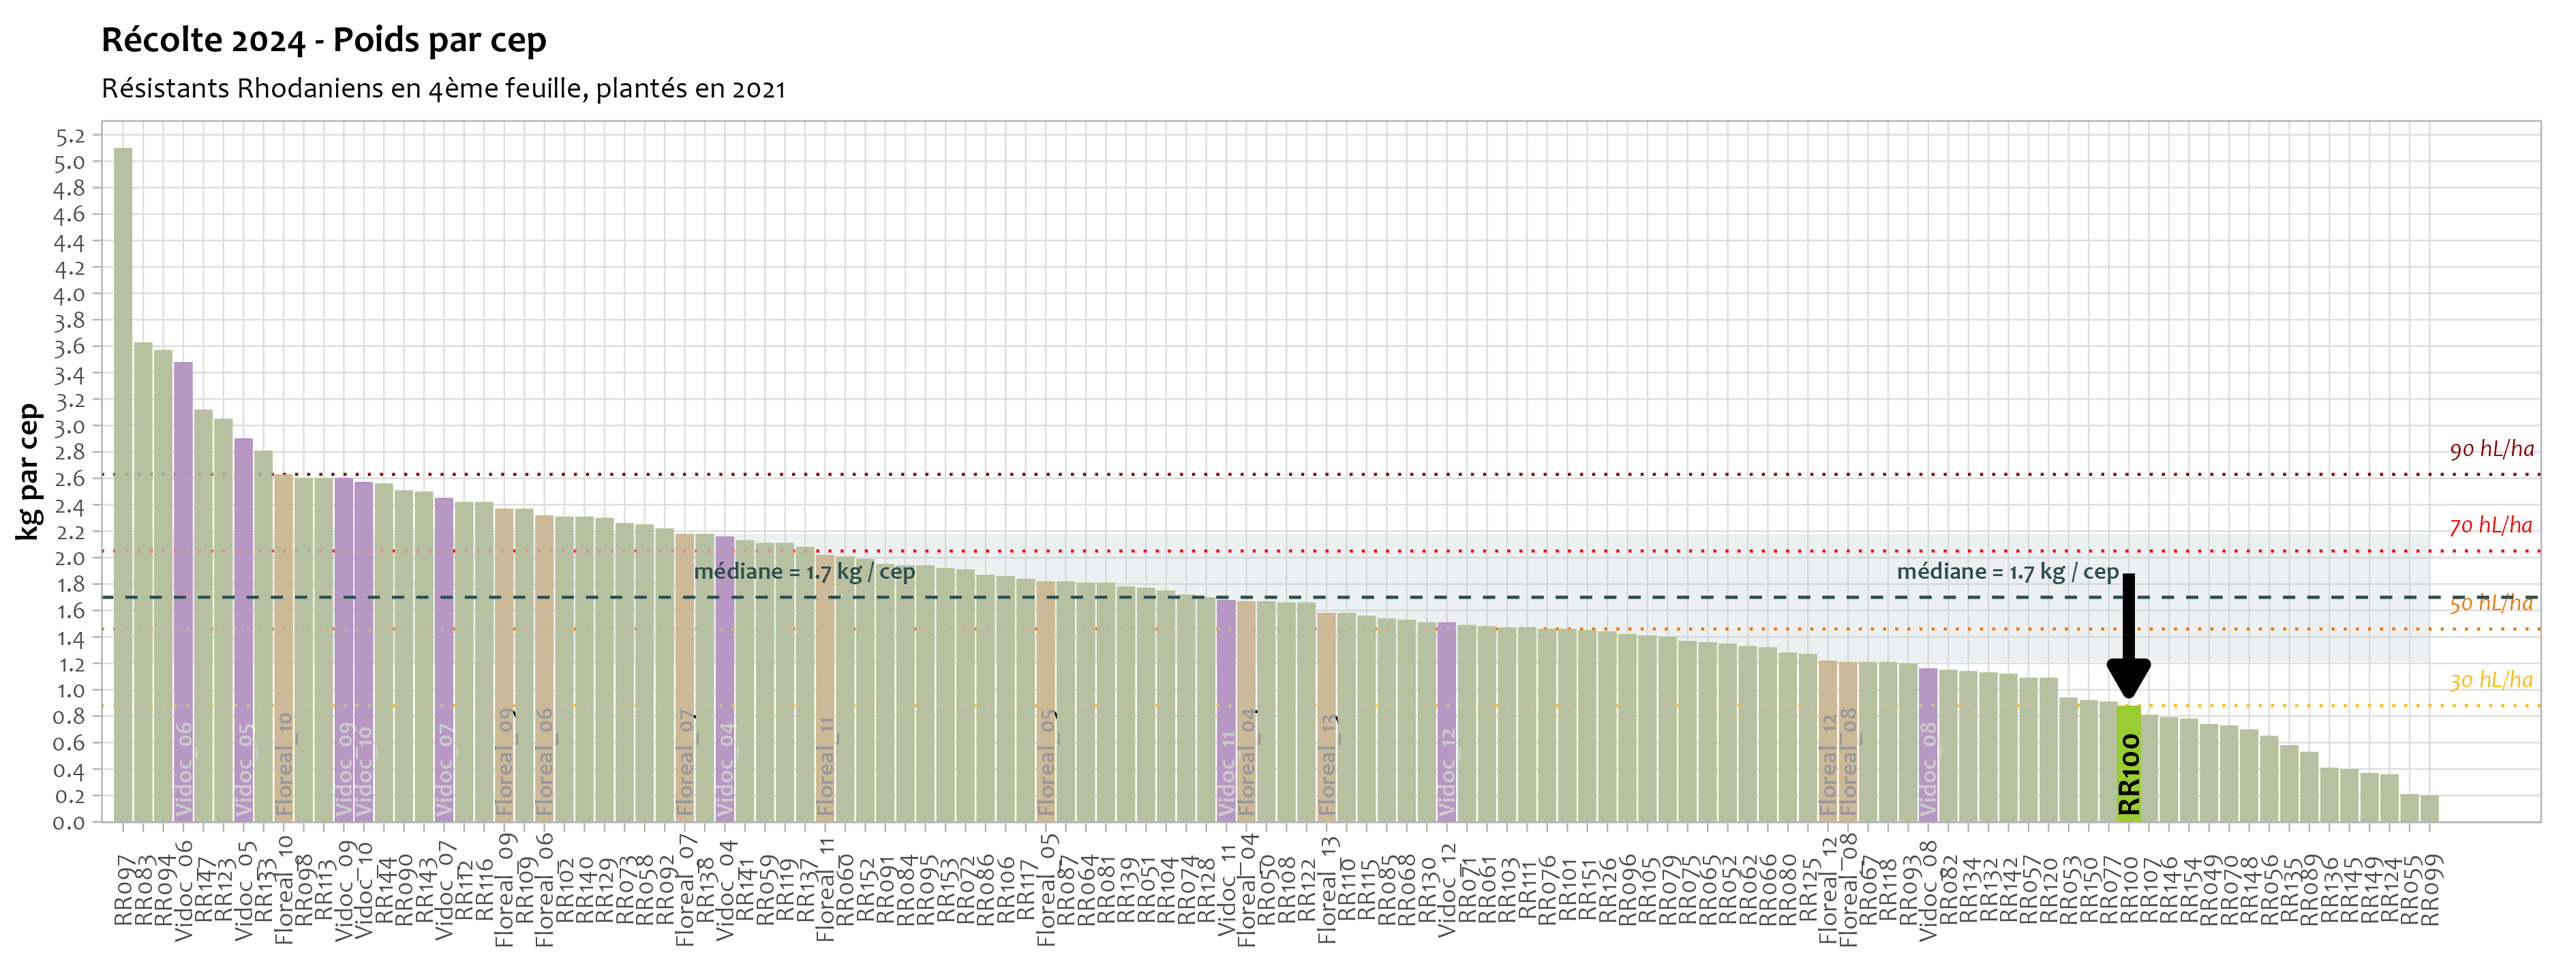 Récolte 2024 - Poids par cep
Résistants Rhodaniens en 4ème feuille, plantés en 2021
kg par cep
5.2
5.0
4.8
4.6
4.4
4.2
4.0
3.8
3.6
3.4
3.2
3.0
2.8
2.6
2.4
2.2
2.0
1.8
1.6
1.4
1.2
1.0
0.8
0.6
0.4
0.2
0.0
90 hL/ha
70 hL/ha
50 hL/ha
30 hL/ha
médiane = 1.7 kg / cep
médiane = 1.7 kg / cep
Vidoc_06
Vidoc_05
Floreal_10
Vidoc_09
Vidoc_10
Vidoc_07
Floreal_09
Floreal_06
Floreal_07
Vidoc_04
Floreal_11
Floreal_05
Vidoc_11
Floreal_04
Floreal_13
Vidoc_12
Floreal_12
Floreal_08
Vidoc_08
RR100
RR097
RR083
RR094
Vidoc_06
RR147
RR123
Vidoc_05
RR133
Floreal_10
RR098
RR113
Vidoc_09
Vidoc_10
RR144
RR090
RR143
Vidoc_07
RR112
RR116
Floreal_09
RR109
Floreal_06
RR102
RR140
RR129
RR073
RR058
RR092
Floreal_07
RR138
Vidoc_04
RR141
RR059
RR119
RR137
Floreal_11
RR060
RR152
RR091
RR084
RR095
RR153
RR072
RR086
RR106
RR117
Floreal_05
RR087
RR064
RR081
RR139
RR051
RR104
RR074
RR128
Vidoc_11
Floreal_04
RR050
RR108
RR122
Floreal_13
RR110
RR115
RR085
RR068
RR130
Vidoc_12
RR071
RR061
RR103
RR111
RR076
RR101
RR151
RR126
RR096
RR105
RR079
RR075
RR065
RR052
RR062
RR066
RR080
RR125
Floreal_12
Floreal_08
RR067
RR118
RR093
Vidoc_08
RR082
RR134
RR132
RR142
RR057
RR120
RR053
RR150
RR077
RR100
RR107
RR146
RR154
RR049
RR070
RR148
RR056
RR135
RR089
RR136
RR145
RR149
RR124
RR055
RR099